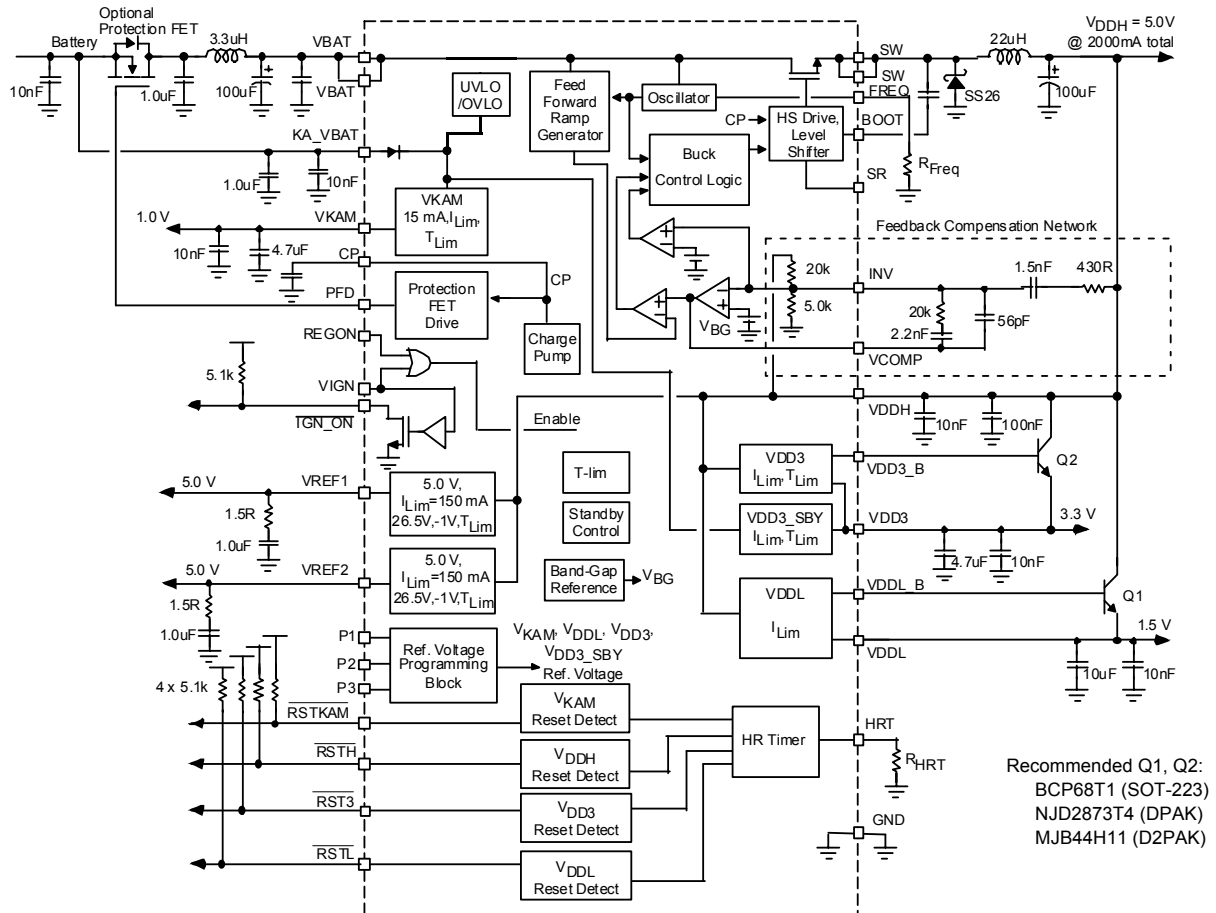 Optional
Protection FET
Battery
3.3uH
VBAT
10nF
1.0uF
100uF
VBAT
UVLO
/OVLO
Feed
Forward
Ramp
Generator
Oscillator
CP
HS Drive,
Level
Shifter
SW
SW
FREQ
BOOT
SR
22uH
VDDH = 5.0V
@ 2000mA total
SS26
100uF
RFreq
KA_VBAT
1.0uF
10nF
Buck
Control Logic
VKAM
15 mA,ILim,
TLim
1.0 V
VKAM
10nF
4.7uF
CP
PFD
Protection
FET
Drive
CP
Charge
Pump
Feedback Compensation Network
20k
5.0k
VBG
INV
1.5nF
430R
20k
2.2nF
56pF
VCOMP
REGON
5.1k
VIGN
IGN_ON
Enable
VDDH
10nF
100nF
VREF1
5.0 V
1.5R
1.0uF
5.0 V,
ILim=150 mA
26.5V,-1V,TLim
T-lim
Standby
Control
VDD3
ILim,TLim
VDD3_B
Q2
VDD3_SBY
ILim,TLim
VDD3
3.3 V
4.7uF
10nF
VREF2
5.0 V
1.5R
1.0uF
5.0 V,
ILim=150 mA
26.5V,-1V,TLim
Band-Gap
Reference
VBG
VDDL
ILim
VDDL_B
Q1
1.5 V
VDDL
10uF
10nF
P1
P2
P3
Ref. Voltage
Programming
Block
VKAM, VDDL, VDD3,
VDD3_SBY
Ref. Voltage
4 x 5.1k
RSTKAM
VKAM
Reset Detect
RSTH
VDDH
Reset Detect
RST3
VDD3
Reset Detect
RSTL
VDDL
Reset Detect
HR Timer
HRT
RHRT
GND
Recommended Q1, Q2:
BCP68T1 (SOT-223)
NJD2873T4 (DPAK)
MJB44H11 (D2PAK)